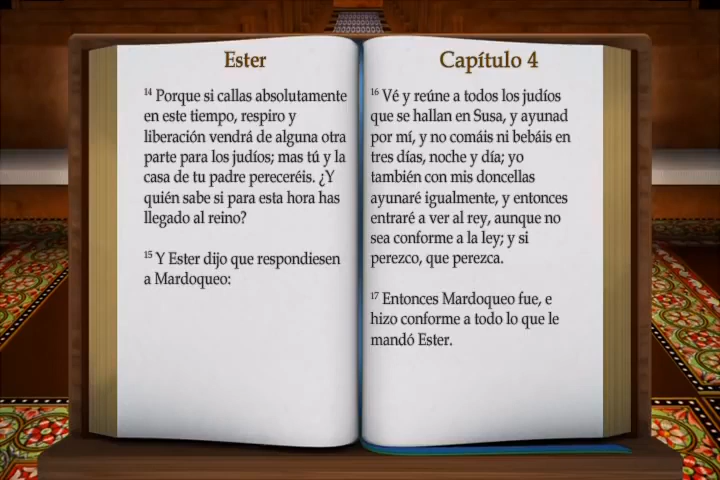 Ester
14 Porque si callas absolutamente
en este tiempo, respiro y
liberación vendrá de alguna otra
parte para los judíos; mas tú y la
casa de tu padre pereceréis. ¿Y
quién sabe si para esta hora has
llegado al reino?
15 Y Ester dijo que respondiesen
a Mardoqueo:
Capítulo 4
16 Vé y reúne a todos los judíos
que se hallan en Susa, y ayunad
por mí, y no comáis ni bebáis en
tres días, noche y día; yo
también con mis doncellas
ayunaré igualmente, y entonces
entraré a ver al rey, aunque no
sea conforme a la ley; y si
perezco, que perezca.
17 Entonces Mardoqueo fue, e
hizo conforme a todo lo que le
mandó Ester.